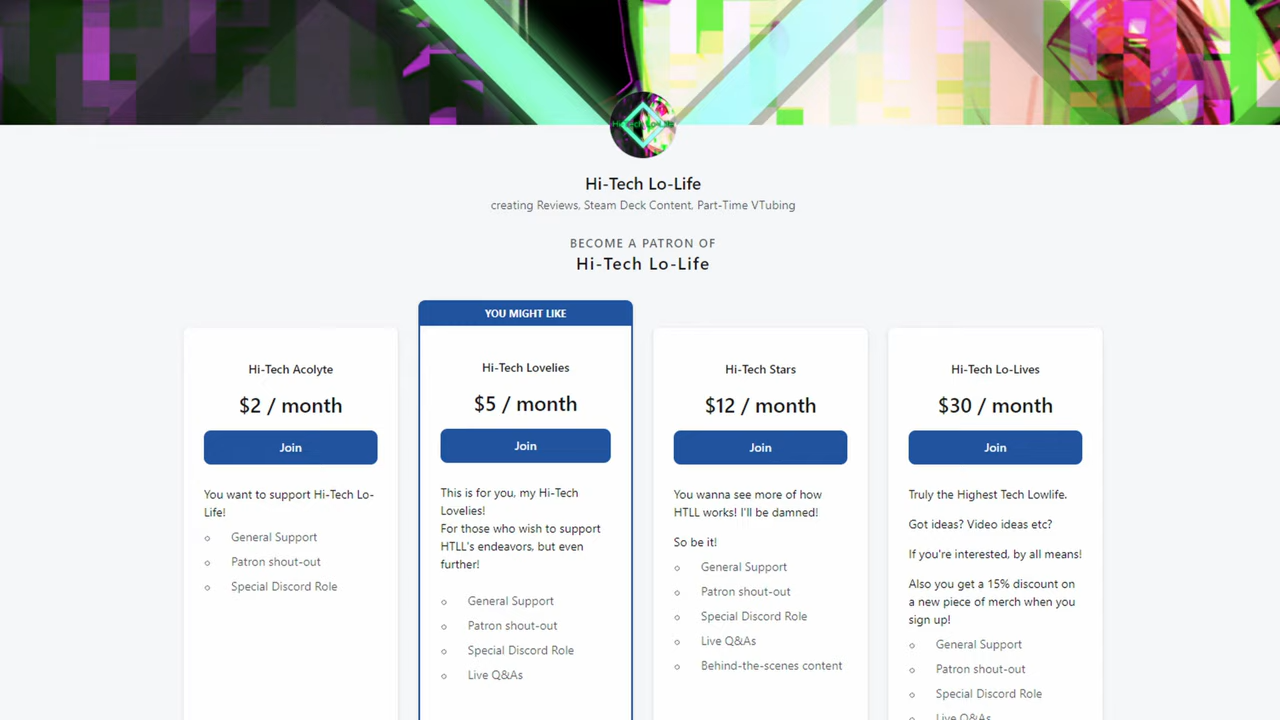 Hi-Tech Lo-Life
creating Reviews, Steam Deck Content, Part-Time VTubing
BECOME A PATRON OF
Hi-Tech Lo-Life
Hi-Tech Acolyte
$2 / month
Join
You want to support Hi-Tech Lo-
Life!
General Support
Patron shout-out
Special Discord Role
YOU MIGHT LIKE
Hi-Tech Lovelies
$5 / month
Join
This is for you, my Hi-Tech
Lovelies!
For those who wish to support
HTLL's endeavors, but even
further!
General Support
Patron shout-out
Special Discord Role
Live Q&As
Hi-Tech Stars
$12 / month
Join
You wanna see more of how
HTLL works! I'll be damned!
So be it!
General Support
Patron shout-out
Special Discord Role
Live Q&As
Behind-the-scenes content
Hi-Tech Lo-Lives
$30 / month
Join
Truly the Highest Tech Lowlife.
Got ideas? Video ideas etc?
If you're interested, by all means!
Also you get a 15% discount on
a new piece of merch when you
sign up!
General Support
Patron shout-out
Special Discord Role
Live Q&As